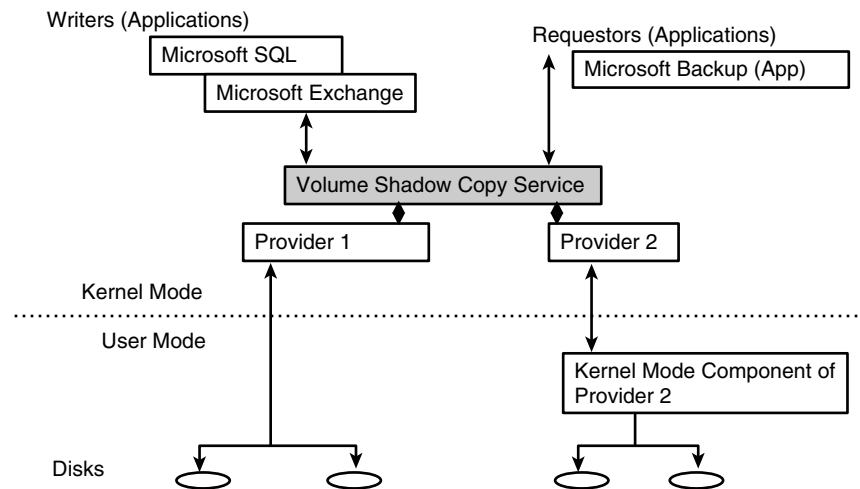 Writers (Applications)
Microsoft SQL
Microsoft Exchange
Requestors (Applications)
Microsoft Backup (App)
Volume Shadow Copy Service
Provider 1
Provider 2
Kernel Mode
User Mode
Kernel Mode Component of
Provider 2
Disks